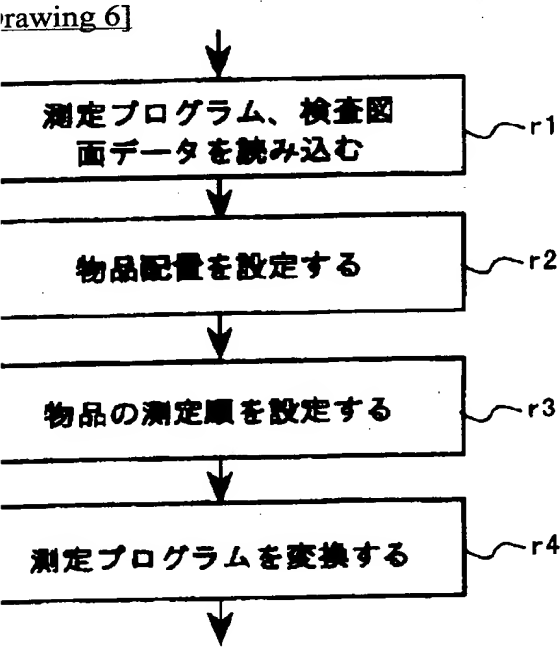 rawing 6]
測定プログラム、検査図
面データを読み込む
r1
物品配置を設定する
r2
物品の測定順を設定する
r3
測定プログラムを変換する
r4